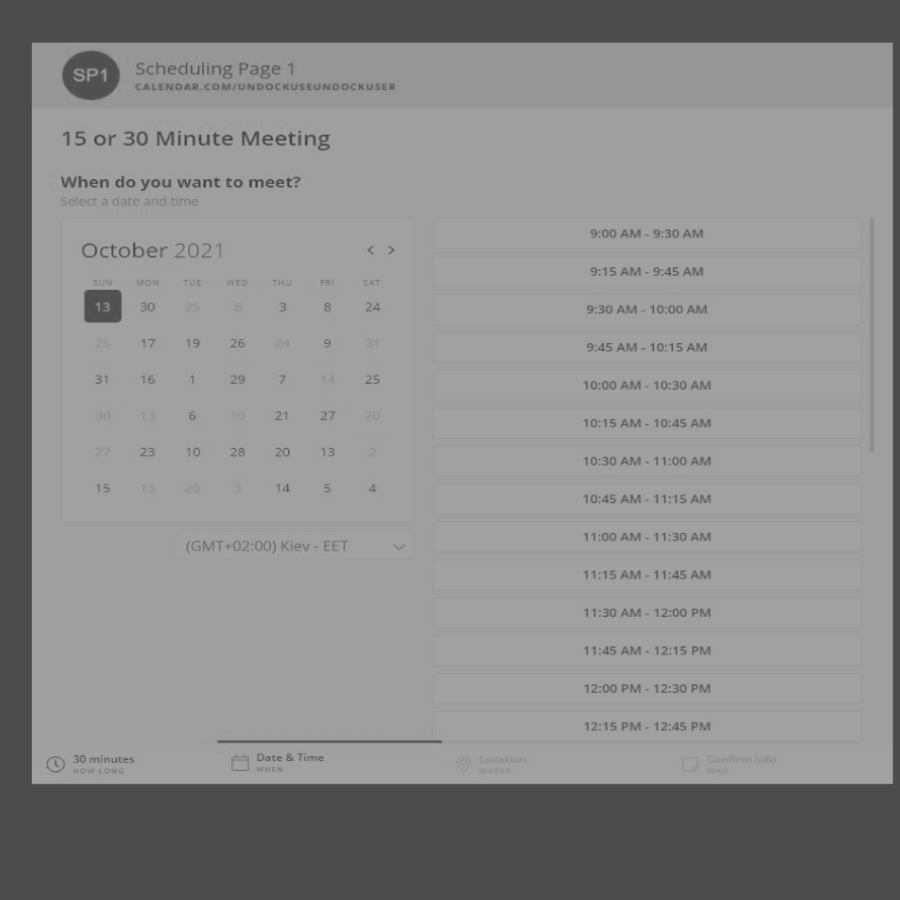 SP1
Scheduling Page 1
CALENDAR.COM/UNDOCKUSEUNDOCKUSER
15 or 30 Minute Meeting
When do you want to meet?
Select a date and time
October 2021 < >
SUN MON TUE WED THU FRI SAT
13 30 25 8 3 8 24
25 17 19 26 24 9 31
31 16 1 29 7 14 25
30 13 6 10 21 27 20
27 23 10 28 20 13 2
15 13 20 3 14 5 4
(GMT+02:00) Kiev - EET
9:00 AM - 9:30 AM
9:15 AM - 9:45 AM
9:30 AM - 10:00 AM
9:45 AM - 10:15 AM
10:00 AM - 10:30 AM
10:15 AM - 10:45 AM
10:30 AM - 11:00 AM
10:45 AM - 11:15 AM
11:00 AM - 11:30 AM
11:15 AM - 11:45 AM
11:30 AM - 12:00 PM
11:45 AM - 12:15 PM
12:00 PM - 12:30 PM
12:15 PM - 12:45 PM
30 minutes
HOW LONG
Date & Time
WHEN
Location
WHERE
Confirm Info
WHO